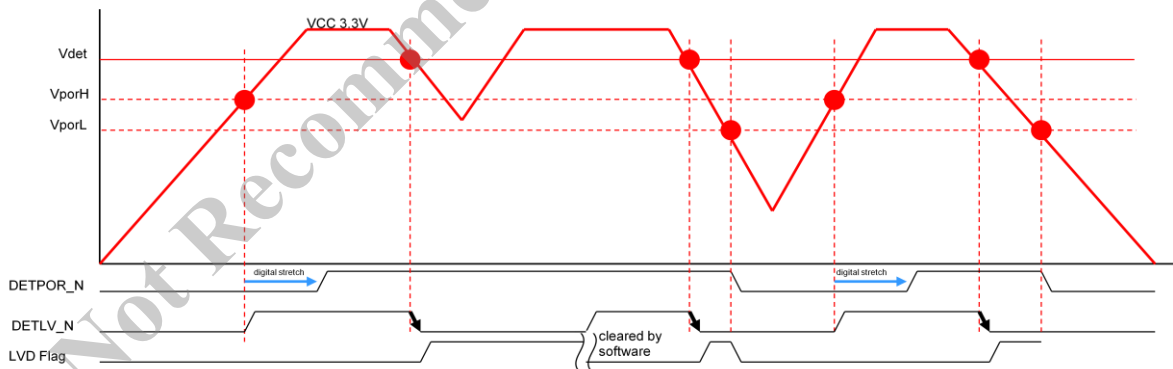 VCC 3.3V
Vdet
VporH
VporL
digital stretch
digital stretch
DETPOR_N
DETLV_N
cleared by
software
LVD Flag
Not Recomme